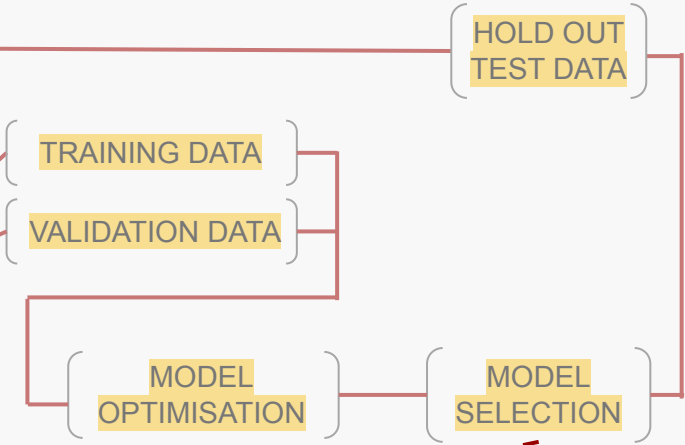 HOLD OUT
TEST DATA
TRAINING DATA
VALIDATION DATA
MODEL
OPTIMISATION
MODEL
SELECTION